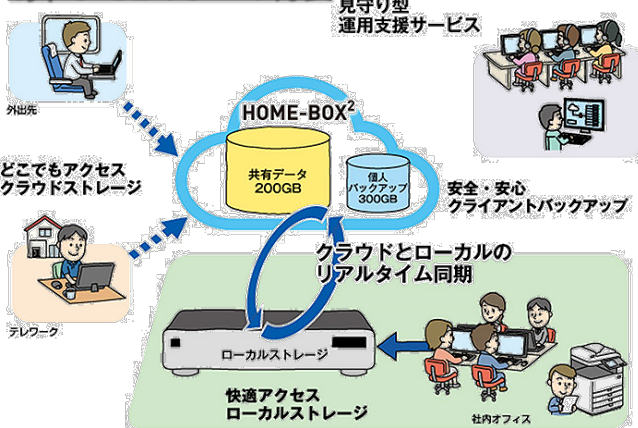 見守り型
運用支援サービス
外出先
HOME-BOX²
どこでもアクセス
クラウドストレージ
共有データ
200GB
個人
バックアップ
300GB
安全・安心
クライアントバックアップ
クラウドとローカルの
リアルタイム同期
テレワーク
ローカルストレージ
快適アクセス
ローカルストレージ
社内オフィス